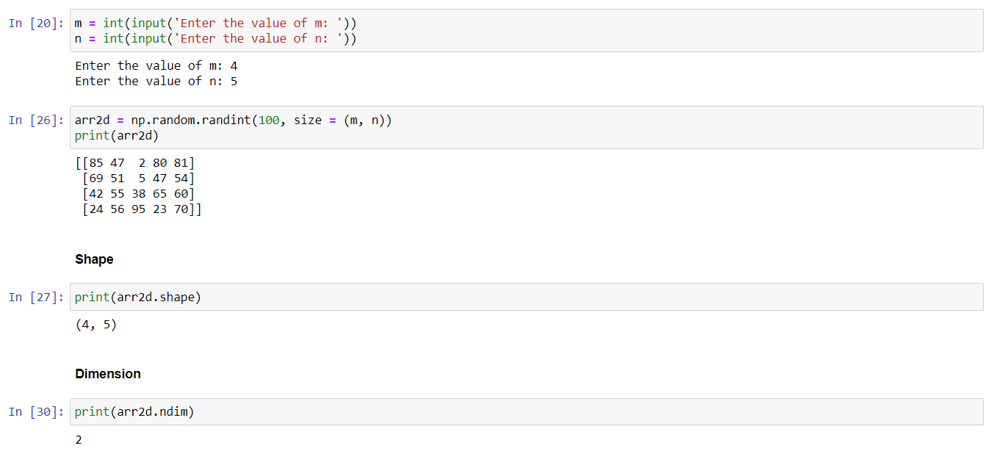 In [20]: m = int(input('Enter the value of m: '))
n = int(input('Enter the value of n: '))
Enter the value of m: 4
Enter the value of n: 5
In [26]: arr2d = np.random.randint(100, size = (m, n))
print(arr2d)
[[85 47  2 80 81]
 [69 51  5 47 54]
 [42 55 38 65 60]
 [24 56 95 23 70]]
Shape
In [27]: print(arr2d.shape)
(4, 5)
Dimension
In [30]: print(arr2d.ndim)
2